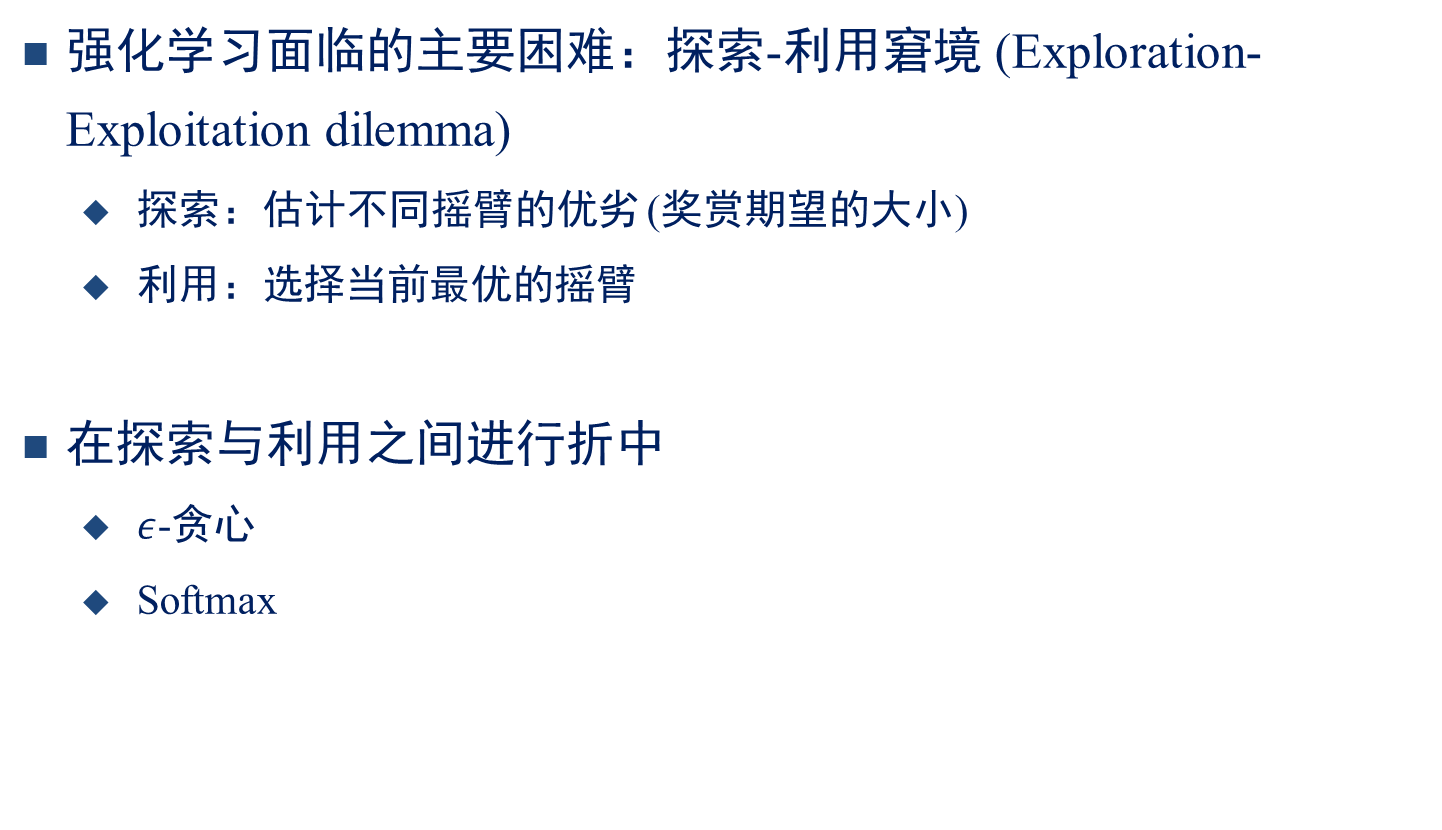 强化学习面临的主要困难：探索-利用窘境 (Exploration-
Exploitation dilemma)
探索：估计不同摇臂的优劣 (奖赏期望的大小)
利用：选择当前最优的摇臂
在探索与利用之间进行折中
ϵ-贪心
Softmax